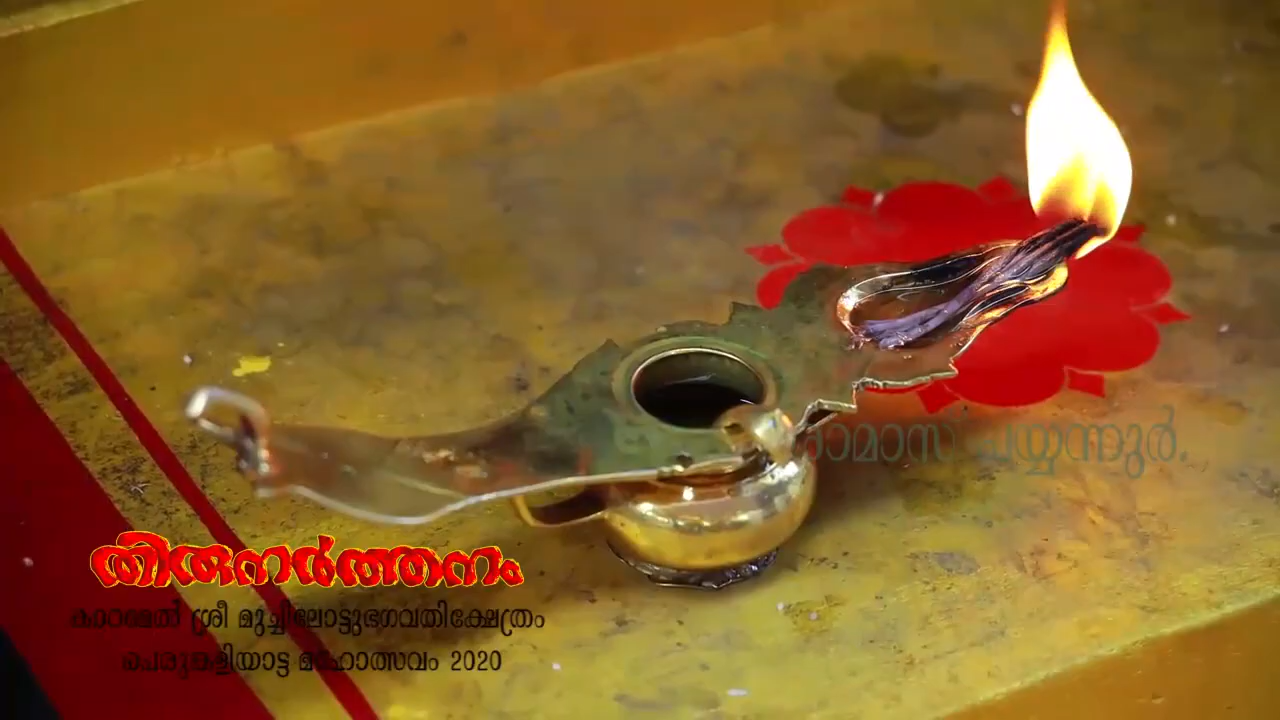 രാമാസ് പയ്യന്നൂർ.
തിരുനർത്തനം
കാറമേൽ ശ്രീ മുച്ചിലോട്ടുഭഗവതിക്ഷേത്രം
പെരുങ്കളിയാട്ട മഹോത്സവം 2020